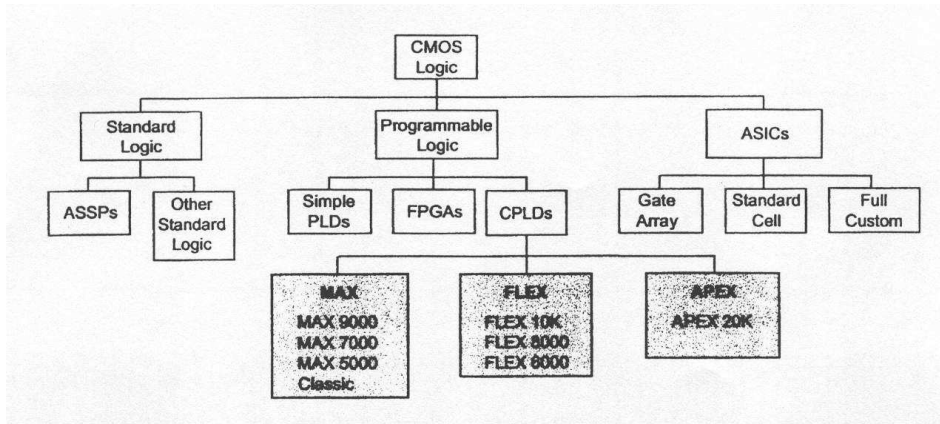 CMOS
Logic
Standard
Logic
Programmable
Logic
ASICs
ASSPs
Other
Standard
Logic
Simple
PLDs
FPGAs
CPLDs
Gate
Array
Standard
Cell
Full
Custom
MAX
MAX 9000
MAX 7000
MAX 5000
Classic
FLEX
FLEX 10K
FLEX 8000
FLEX 6000
APEX
APEX 20K